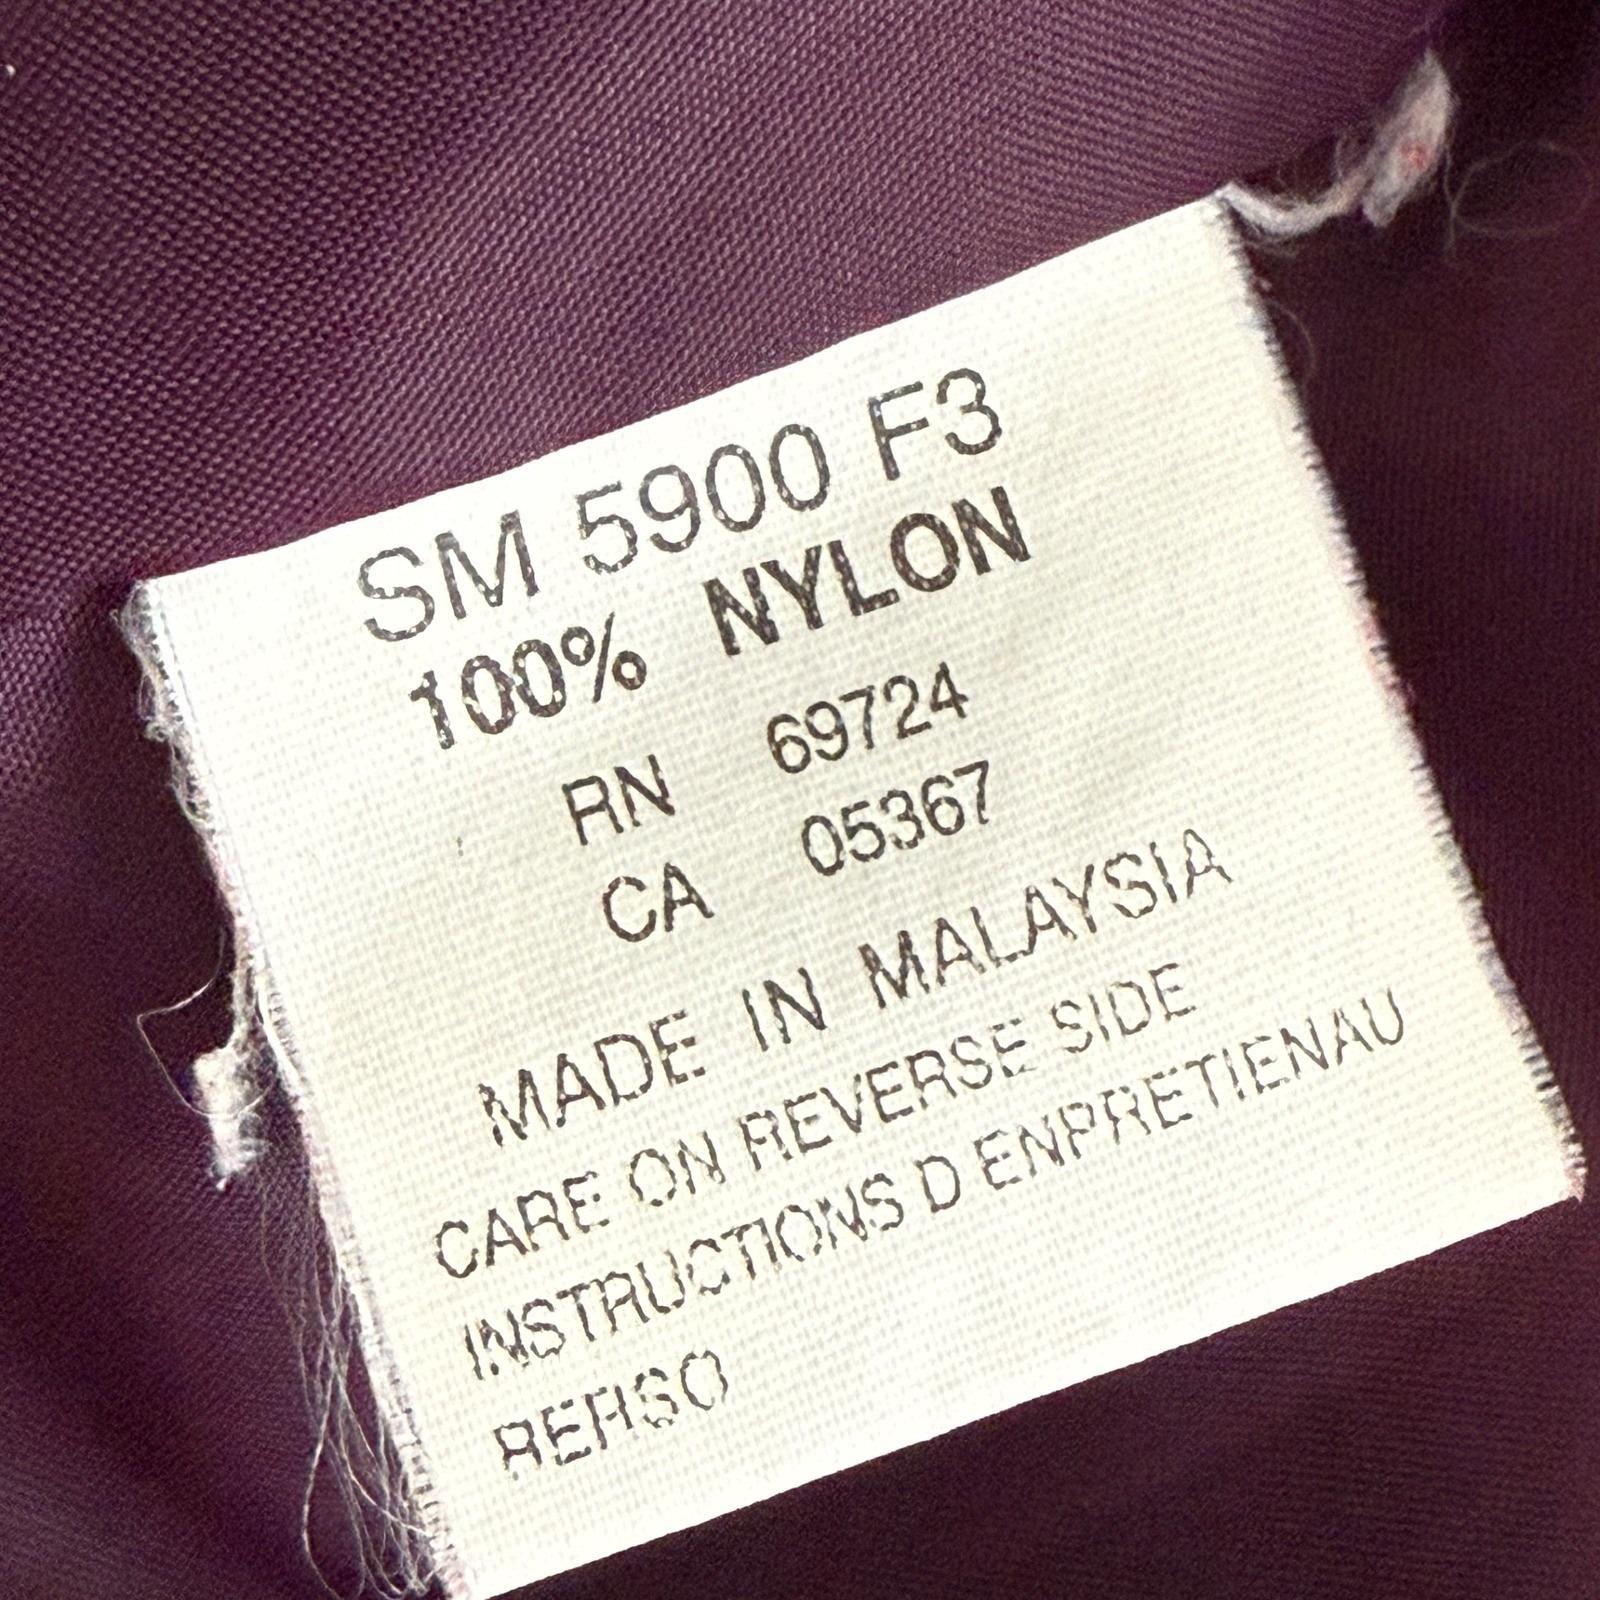 SM 5900 F3
100% NYLON
RN 69724
CA 05367
MADE IN MALAYSIA
CARE ON REVERSE SIDE
INSTRUCTIONS D ENPRETIENAU
RERSO